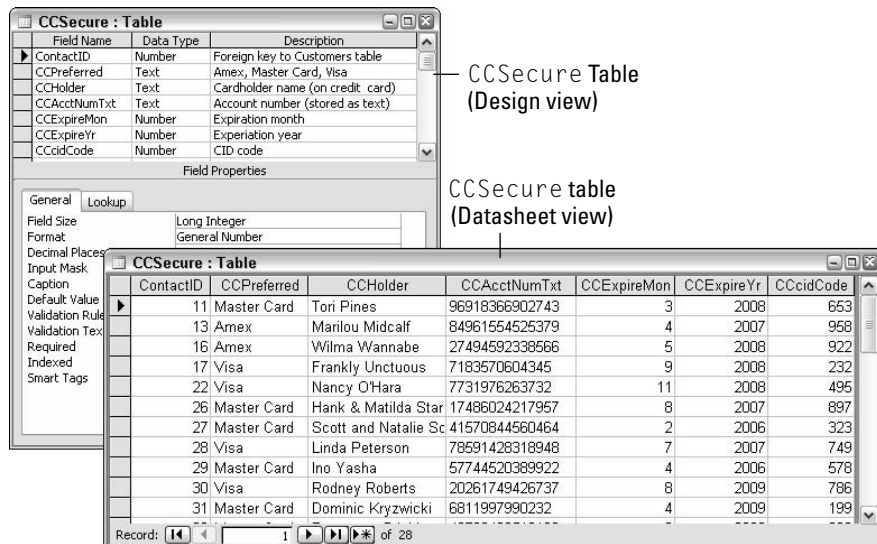 CCSecure : Table
Field Name Data Type Description
ContactID Number Foreign key to Customers table
CCPreferred Text Amex, Master Card, Visa
CCHolder Text Cardholder name (on credit card)
CCAcctNumTxt Text Account number (stored as text)
CCExpireMon Number Expiration month
CCExpireYr Number Experiation year
CCcidCode Number CID code
Field Properties
General Lookup
Field Size Long Integer
Format General Number
Decimal Places
Input Mask
Caption
Default Value
Validation Rule
Validation Tex
Required
Indexed
Smart Tags
CCSecure Table
(Design view)
CCSecure table
(Datasheet view)
CCSecure : Table
ContactID CCPreferred CCHolder CCAcctNumTxt CCExpireMon CCExpireYr CCcidCode
11 Master Card Tori Pines 96918366902743 3 2008 653
13 Amex Marilou Midcalf 84961554525379 4 2007 958
16 Amex Wilma Wannabe 27494592338566 5 2008 922
17 Visa Frankly Unctuous 7183570604345 9 2008 232
22 Visa Nancy O'Hara 7731976263732 11 2008 495
26 Master Card Hank & Matilda Star 17486024217957 8 2007 897
27 Master Card Scott and Natalie Sc 41570844560464 2 2006 323
28 Visa Linda Peterson 78591428318948 7 2007 749
29 Master Card Ino Yasha 57744520389922 4 2006 578
30 Visa Rodney Roberts 20261749426737 8 2009 786
31 Master Card Dominic Kryzwicki 6811997990232 4 2009 199
Record: 1 of 28